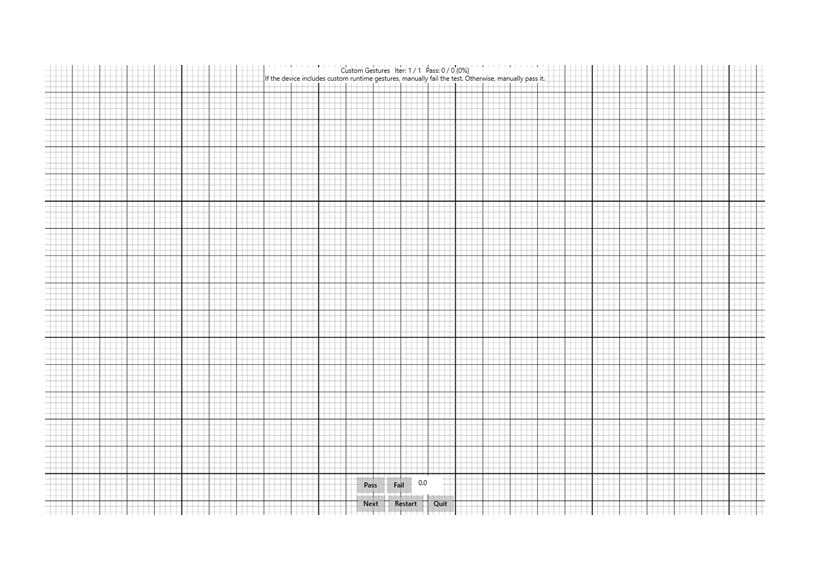 Custom Gestures Iter: 1 / 1 Pass: 0 / 0 (0%)
If the device includes custom runtime gestures, manually fail the test. Otherwise, manually pass it.
Pass Fail 0.0
Next Restart Quit